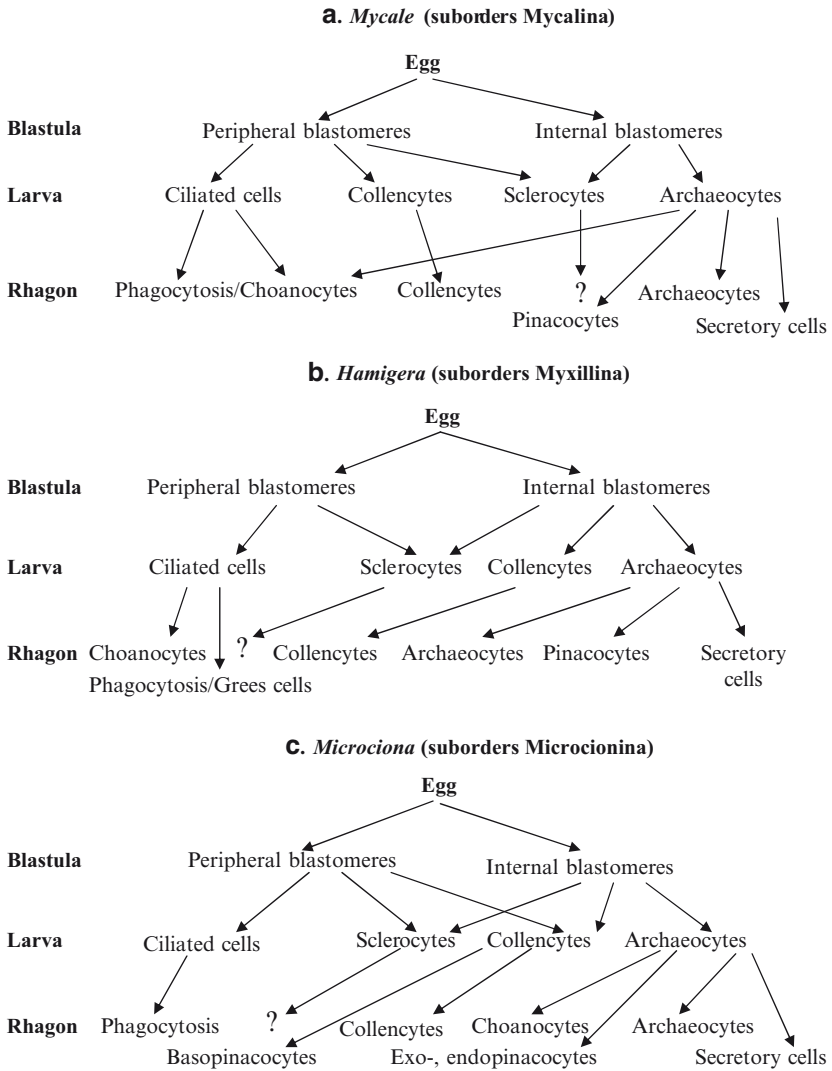 a. Mycale (suborders Mycalina)
Egg
Blastula Peripheral blastomeres Internal blastomeres
Larva Ciliated cells Collencytes Sclerocytes Archaeocytes
Rhagon Phagocytosis/Choanocytes Collencytes ? Archaeocytes
Pinacocytes Secretory cells
b. Hamigera (suborders Myxillina)
Egg
Blastula Peripheral blastomeres Internal blastomeres
Larva Ciliated cells Sclerocytes Collencytes Archaeocytes
Rhagon Choanocytes ? Collencytes Archaeocytes Pinacocytes Secretory
cells
Phagocytosis/Grees cells
c. Microciona (suborders Microcionina)
Egg
Blastula Peripheral blastomeres Internal blastomeres
Larva Ciliated cells Sclerocytes Collencytes Archaeocytes
Rhagon Phagocytosis ? Collencytes Choanocytes Archaeocytes
Basopinacocytes Exo-, endopinacocytes Secretory cells